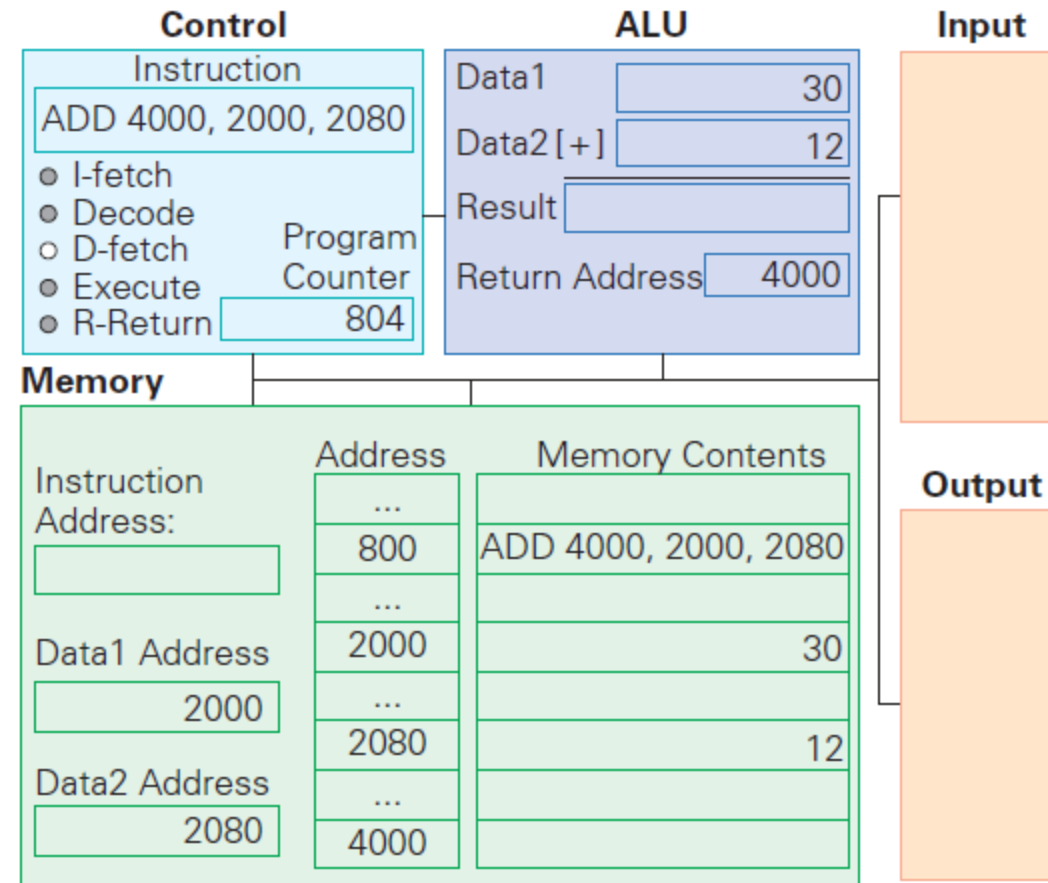 Control
Instruction
ADD 4000, 2000, 2080
I-fetch
Decode
D-fetch
Execute
R-Return
Program
Counter
804
ALU
Data1
30
Data2 [+]
12
Result
Return Address
4000
Input
Memory
Instruction
Address:
Data1 Address
2000
Data2 Address
2080
Address
Memory Contents
...
800
ADD 4000, 2000, 2080
...
2000
30
...
2080
12
...
4000
Output